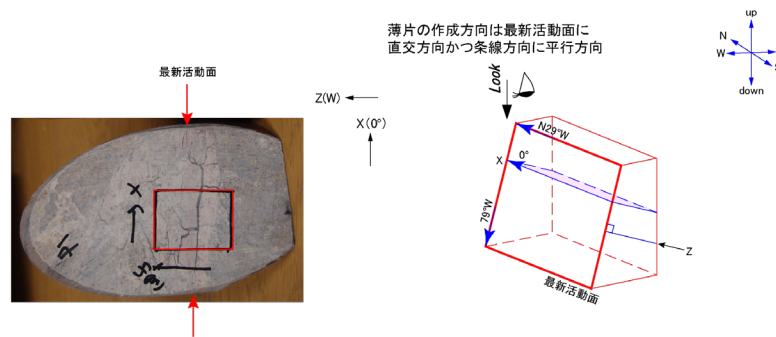 薄片の作成方向は最新活動面に
直交方向かつ条線方向に平行方向
up
N
W
S
down
最新活動面
Z(W)
X(0°)
Look
N29°W
0°
X
79°W
Z
最新活動面
X